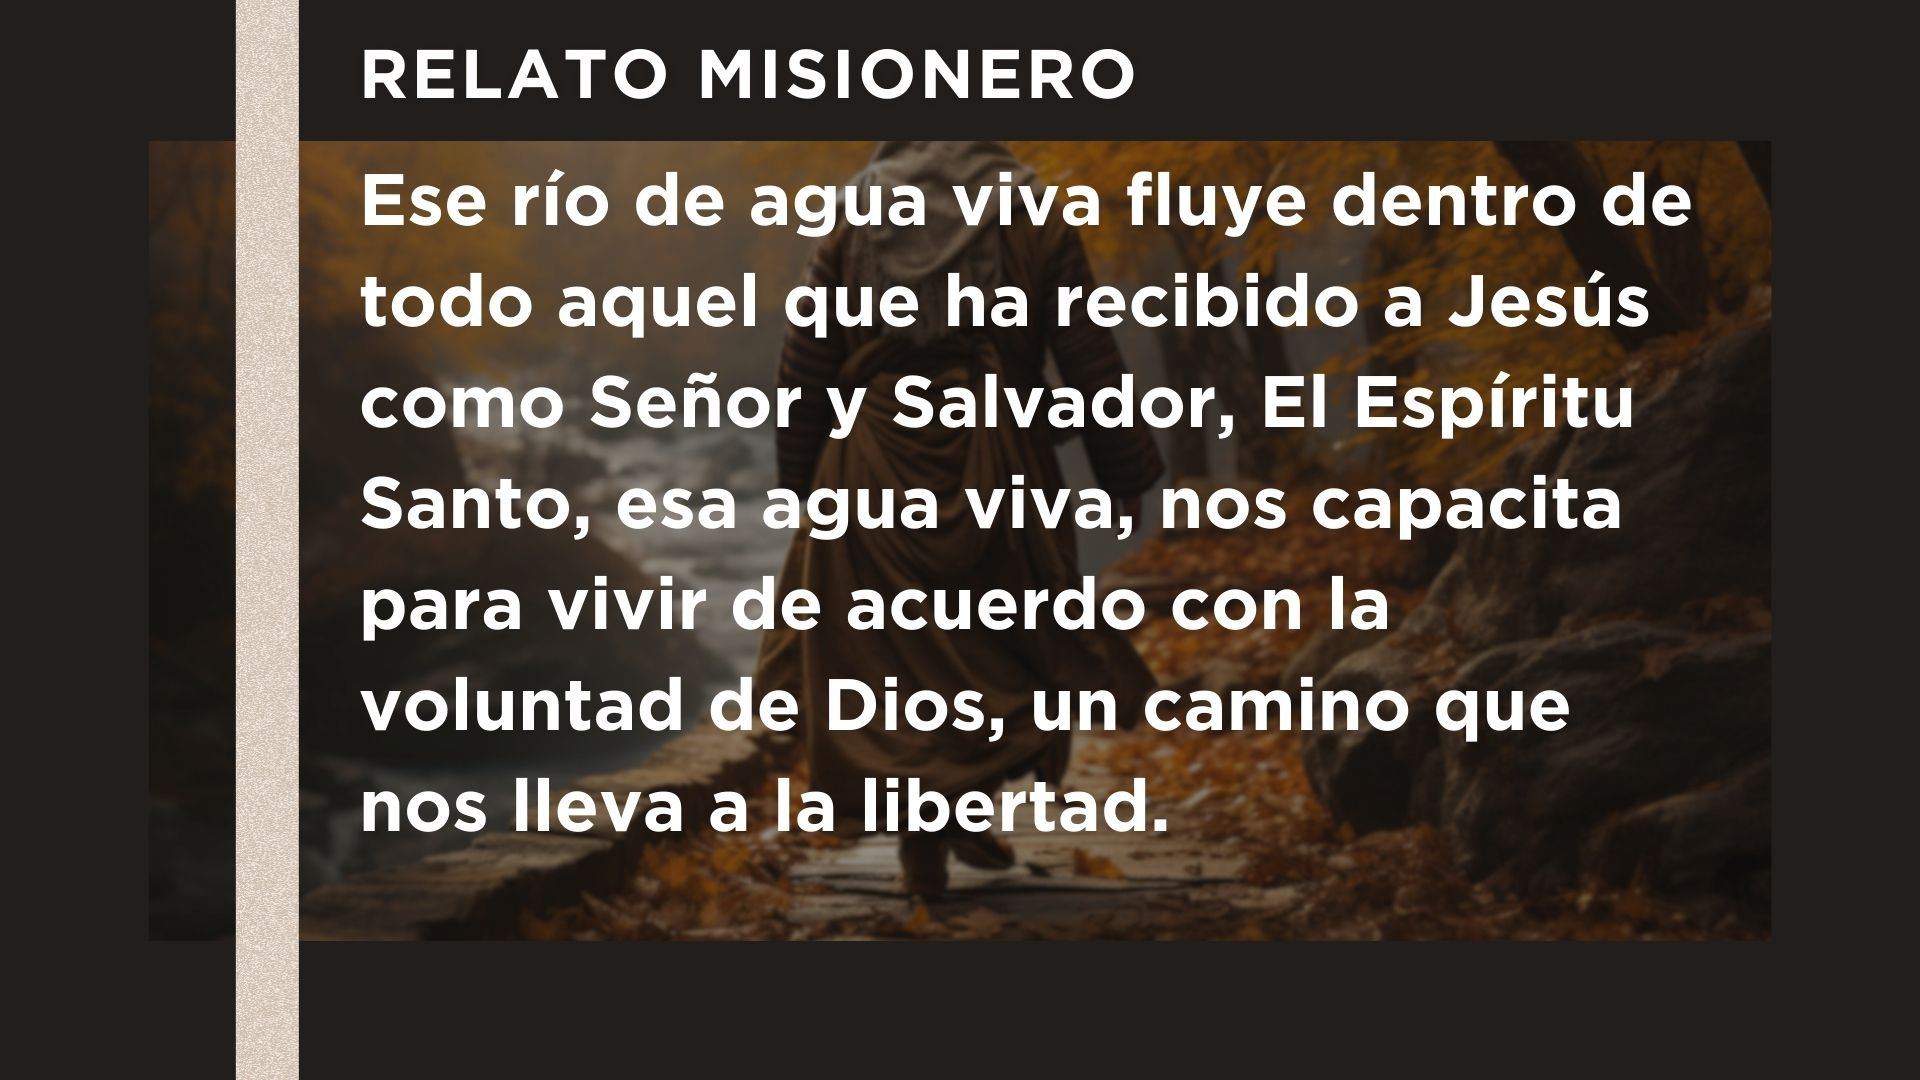 RELATO MISIONERO
Ese río de agua viva fluye dentro de
todo aquel que ha recibido a Jesús
como Señor y Salvador, El Espíritu
Santo, esa agua viva, nos capacita
para vivir de acuerdo con la
voluntad de Dios, un camino que
nos lleva a la libertad.